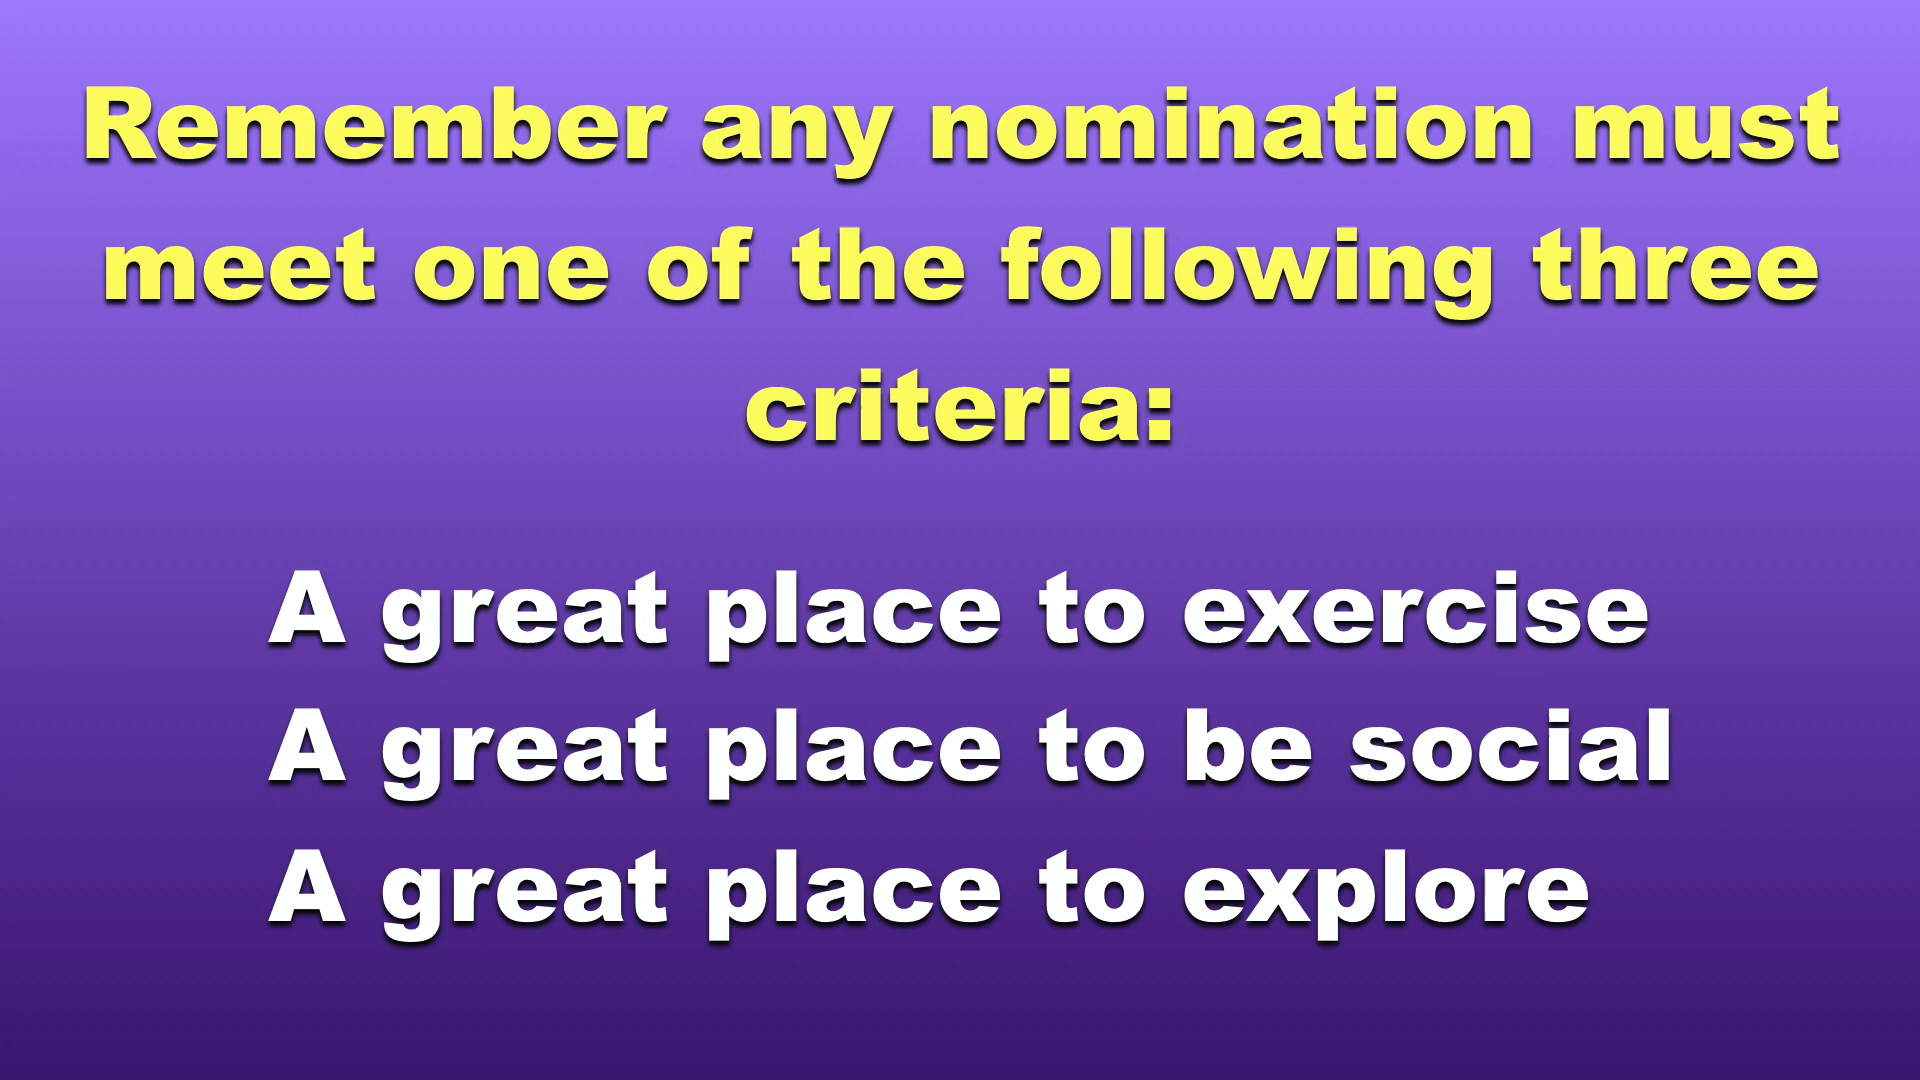 Remember any nomination must
meet one of the following three
criteria:
A great place to exercise
A great place to be social
A great place to explore